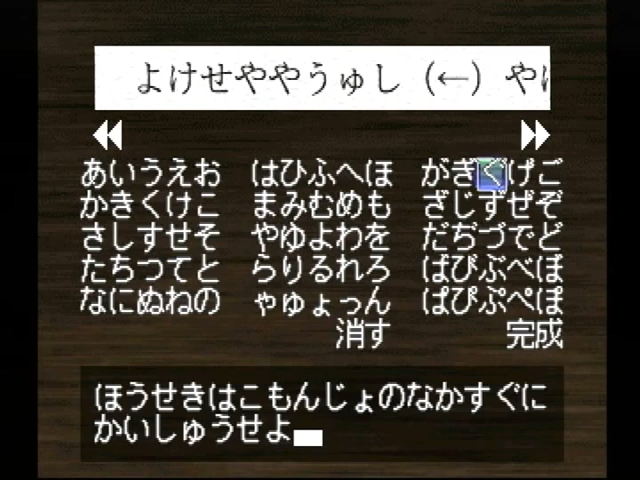 よけせややうゅし（←）や
あいうえお はひふへほ がぎぐげご
かきくけこ まみむめも ざじずぜぞ
さしすせそ やゆよわを だぢづでど
たちつてと らりるれろ ばびぶべぼ
なにぬねの ゃゅょっん ぱぴぷぺぽ
消す 完成
ほうせきはこもんじょのなかすぐに
かいしゅうせよ